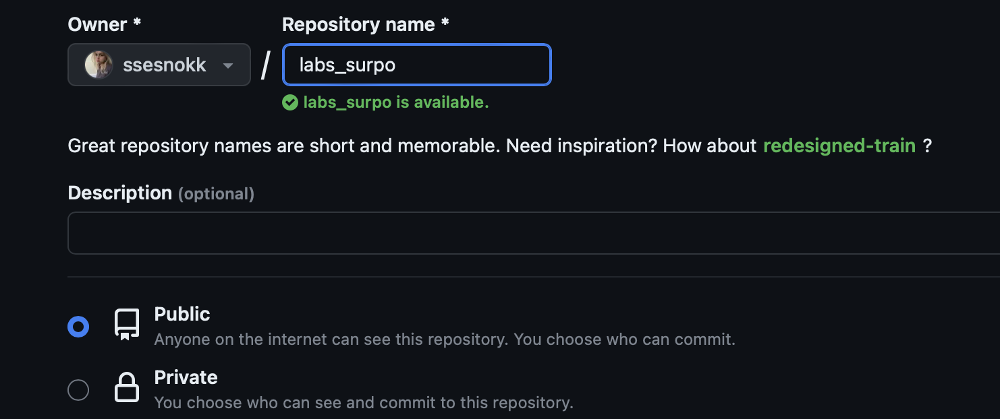 Owner * Repository name *
ssesnokk / labs_surpo
labs_surpo is available.
Great repository names are short and memorable. Need inspiration? How about redesigned-train ?
Description (optional)
Public
Anyone on the internet can see this repository. You choose who can commit.
Private
You choose who can see and commit to this repository.